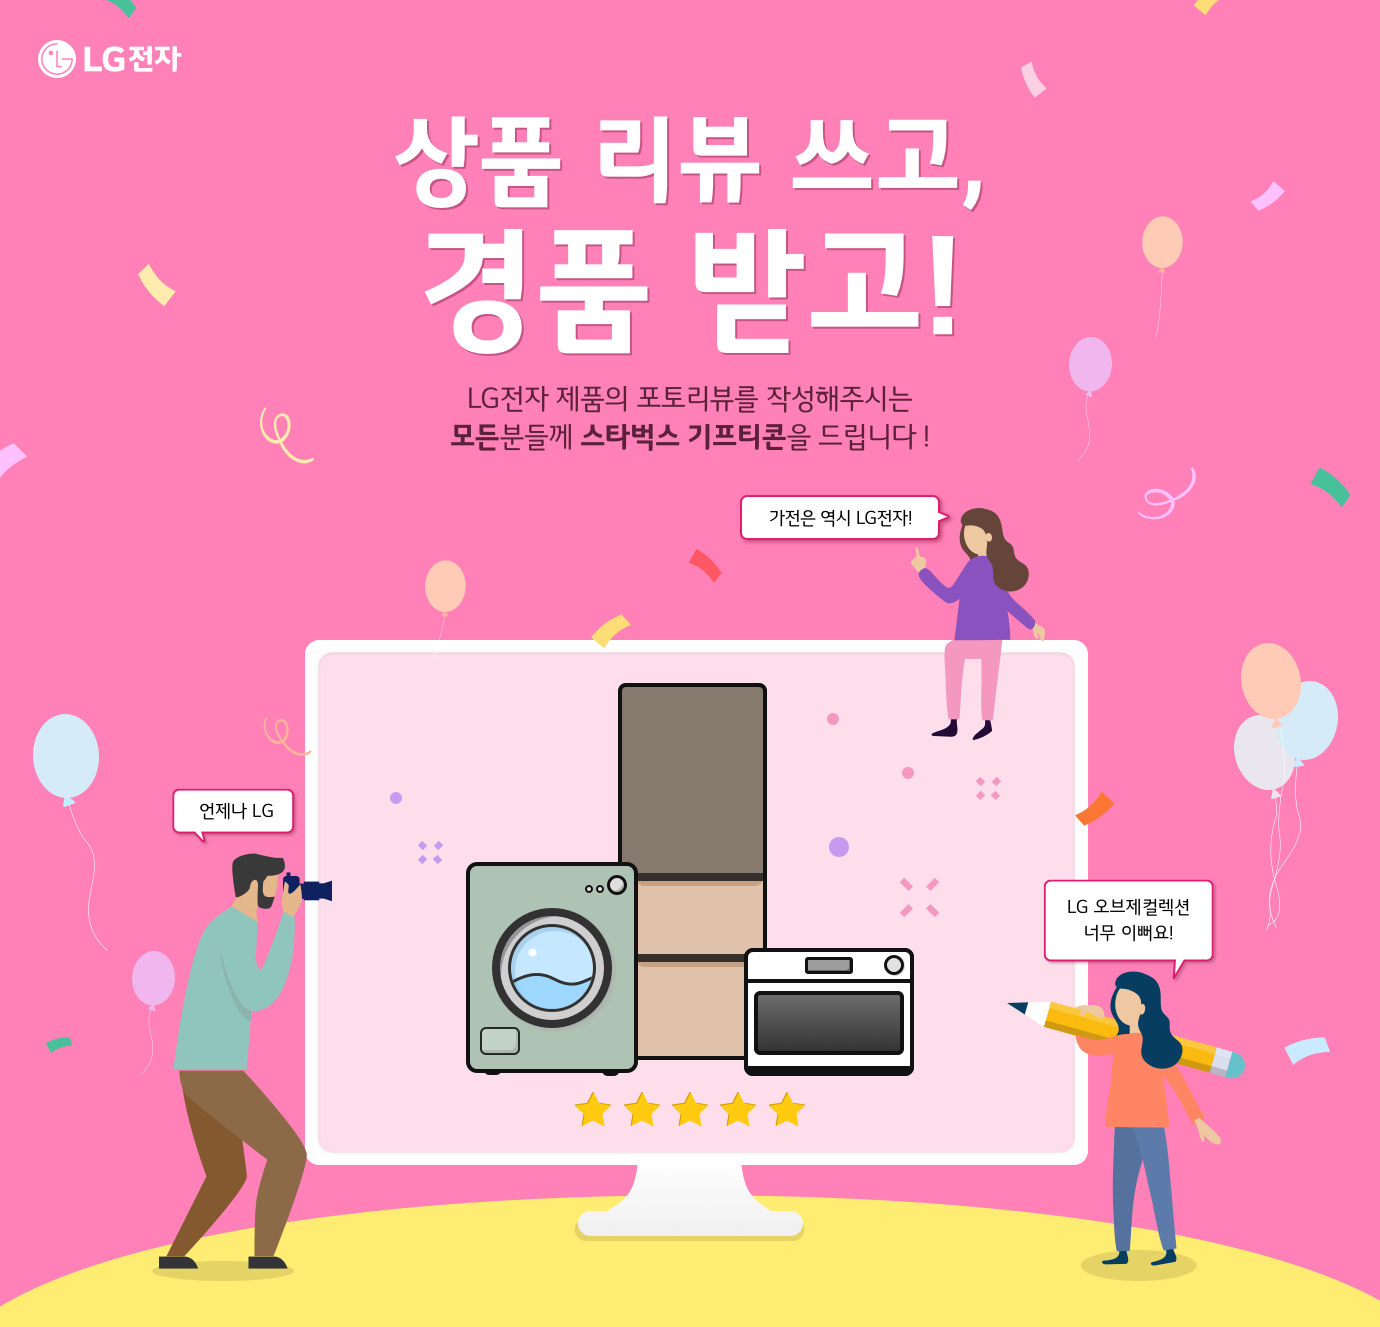 LG전자
상품 리뷰 쓰고,
경품 받고!
LG전자 제품의 포토리뷰를 작성해주시는
모든분들께 스타벅스 기프티콘을 드립니다 !
가전은 역시 LG전자!
언제나 LG
LG 오브제컬렉션
너무 이뻐요!